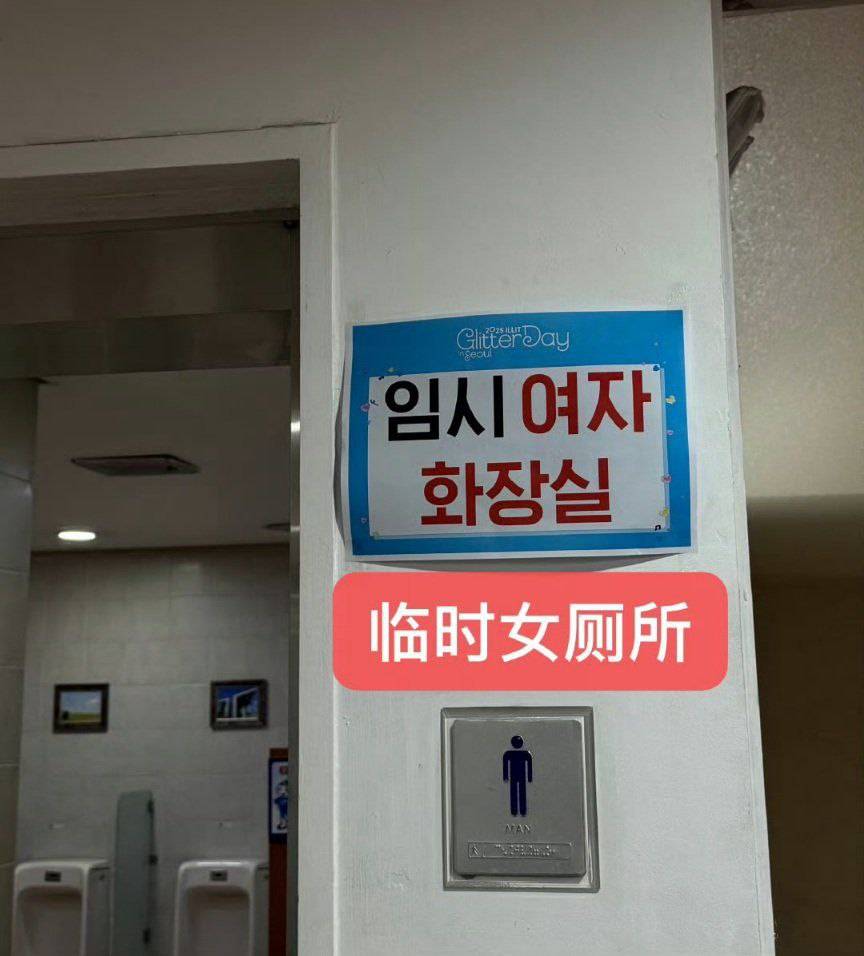 2025 ILLIT
GlitterDay
in Seoul
임시 여자
화장실
临时女厕所
MAN